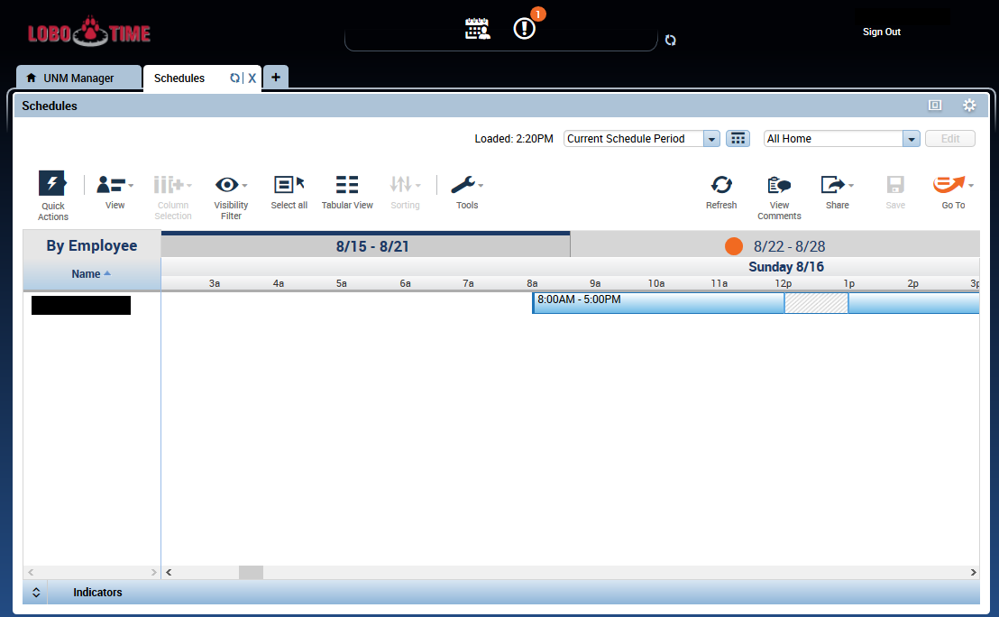 LOBO TIME
1
Sign Out
UNM Manager
Schedules
X
+
Schedules
Loaded: 2:20PM
Current Schedule Period
All Home
Edit
Quick Actions
View
Column Selection
Visibility Filter
Select all
Tabular View
Sorting
Tools
Refresh
View Comments
Share
Save
Go To
By Employee
8/15 - 8/21
8/22 - 8/28
Name
Sunday 8/16
3a 4a 5a 6a 7a 8a 9a 10a 11a 12p 1p 2p 3p
8:00AM - 5:00PM
Indicators